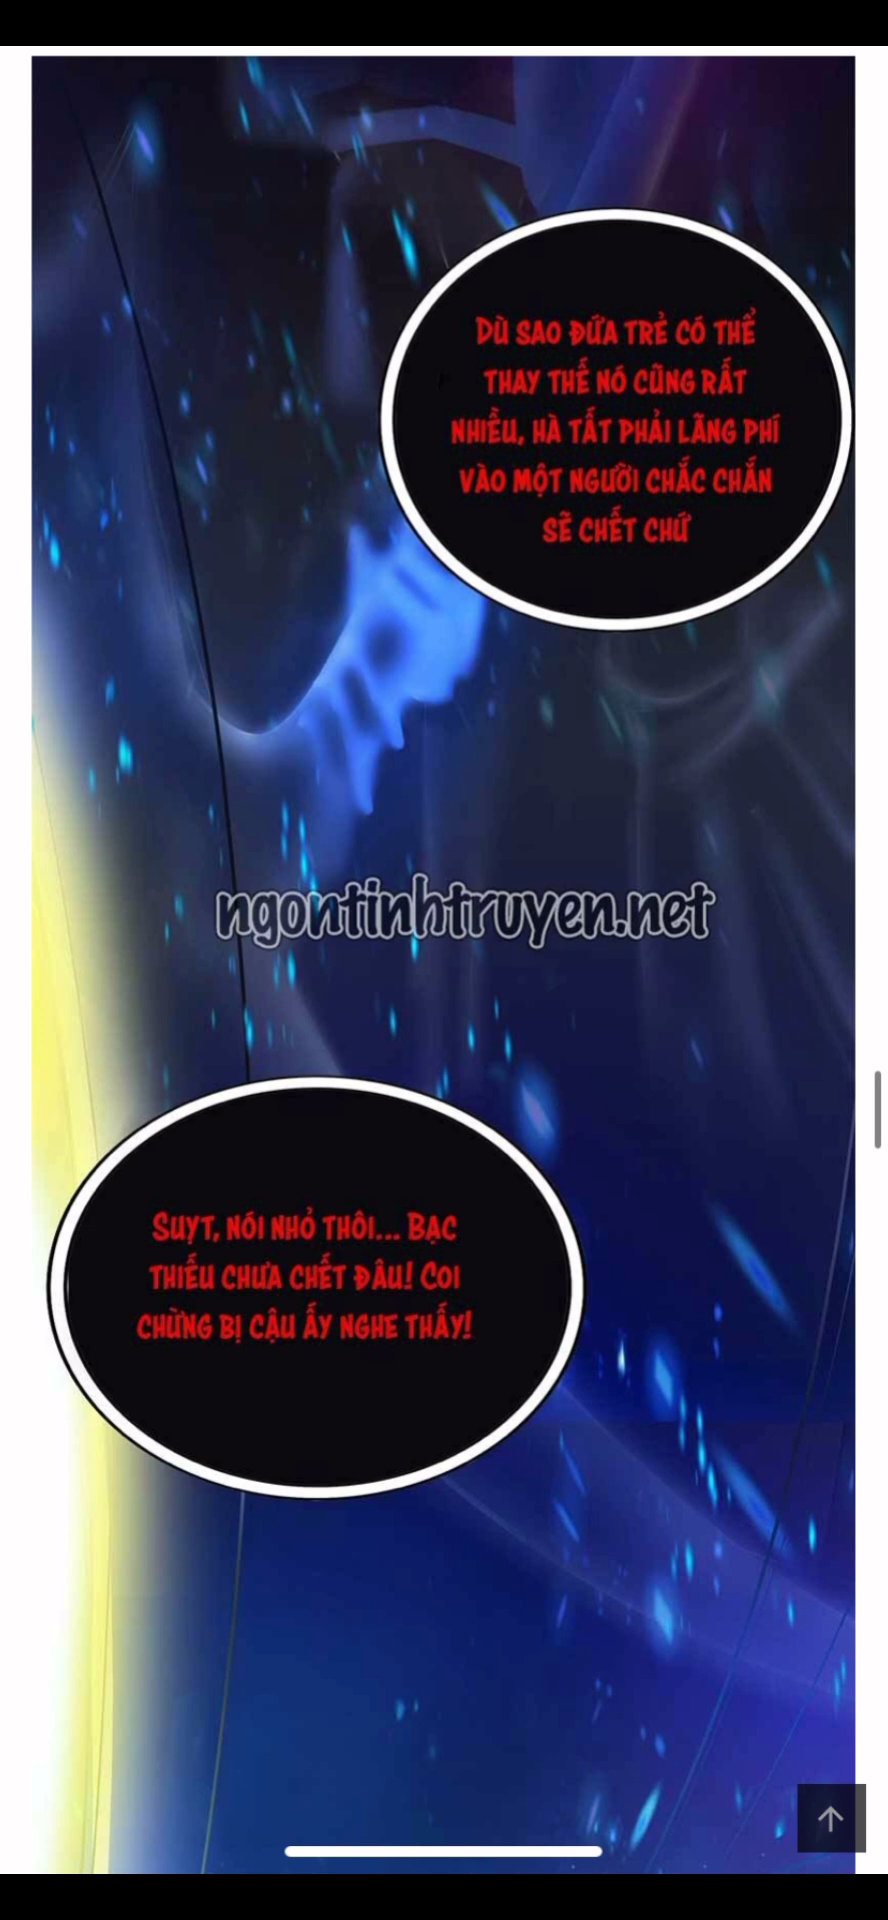 Dù sao đứa trẻ có thể
thay thế nó cũng rất
nhiều, hà tất phải lãng phí
vào một người chắc chắn
sẽ chết chứ
ngontinhtruyen.net
Suyt, nói nhỏ thôi... Bạc
thiếu chưa chết đâu! Coi
chừng bị cậu ấy nghe thấy!